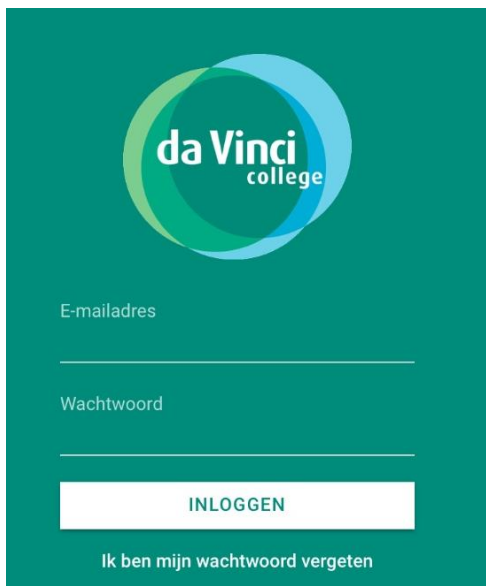 da Vinci
college
E-mailadres
Wachtwoord
INLOGGEN
Ik ben mijn wachtwoord vergeten